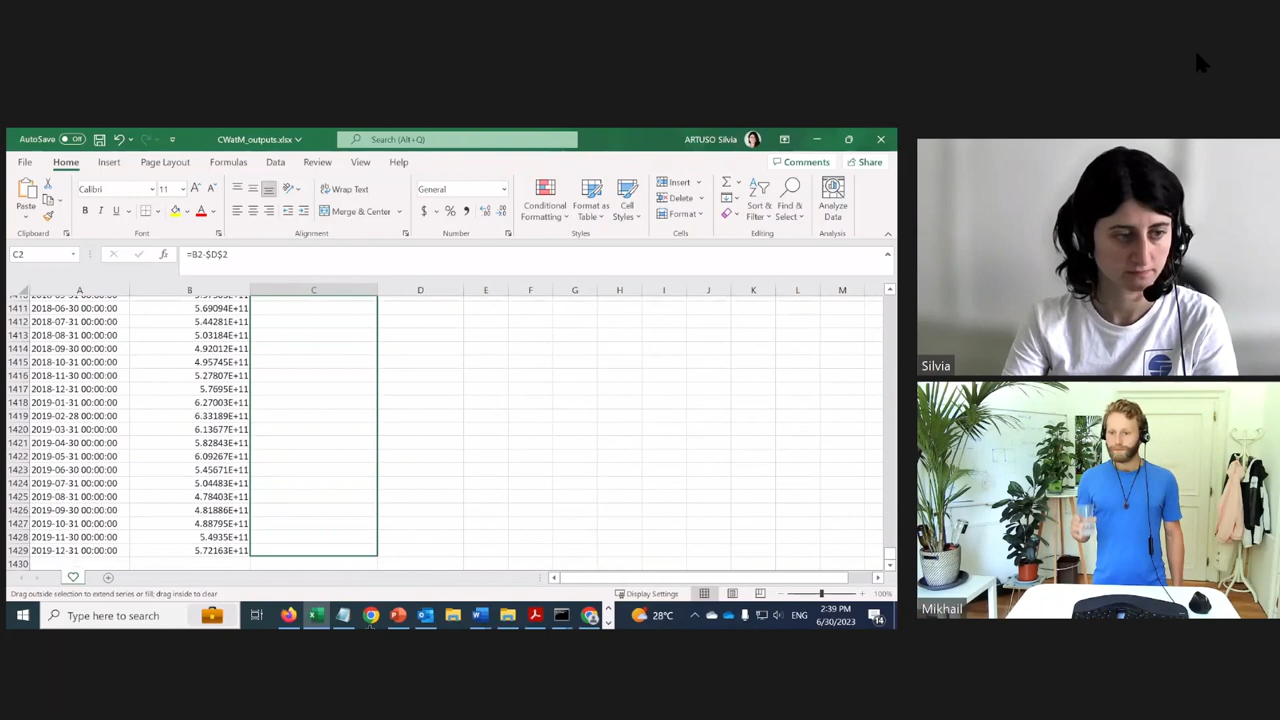 AutoSave Off CWatM_outputs.xlsx Search (Alt+Q) ARTUSO Silvia
File Home Insert Page Layout Formulas Data Review View Help Comments Share
Paste Calibri 11 Wrap Text General Conditional Formatting Format as Table Cell Styles Insert Sort & Filter Find & Select Analyze Data
B I U Merge & Center $ % Delete
Format
Clipboard Font Alignment Number Styles Cells Editing Analysis
C2 fx =B2-$D$2
A B C D E F G H I J K L M
1411 2018-06-30 00:00:00 5.69094E+11
1412 2018-07-31 00:00:00 5.44281E+11
1413 2018-08-31 00:00:00 5.03184E+11
1414 2018-09-30 00:00:00 4.92012E+11
1415 2018-10-31 00:00:00 4.95745E+11
1416 2018-11-30 00:00:00 5.27807E+11
1417 2018-12-31 00:00:00 5.7695E+11
1418 2019-01-31 00:00:00 6.27003E+11
1419 2019-02-28 00:00:00 6.33189E+11
1420 2019-03-31 00:00:00 6.13677E+11
1421 2019-04-30 00:00:00 5.82843E+11
1422 2019-05-31 00:00:00 6.09267E+11
1423 2019-06-30 00:00:00 5.45671E+11
1424 2019-07-31 00:00:00 5.04483E+11
1425 2019-08-31 00:00:00 4.78403E+11
1426 2019-09-30 00:00:00 4.81886E+11
1427 2019-10-31 00:00:00 4.88795E+11
1428 2019-11-30 00:00:00 5.4935E+11
1429 2019-12-31 00:00:00 5.72163E+11
1430
Drag outside selection to extend series or fill; drag inside to clear Display Settings 100%
Type here to search 28°C ENG 2:39 PM 6/30/2023 14
Silvia
Mikhail